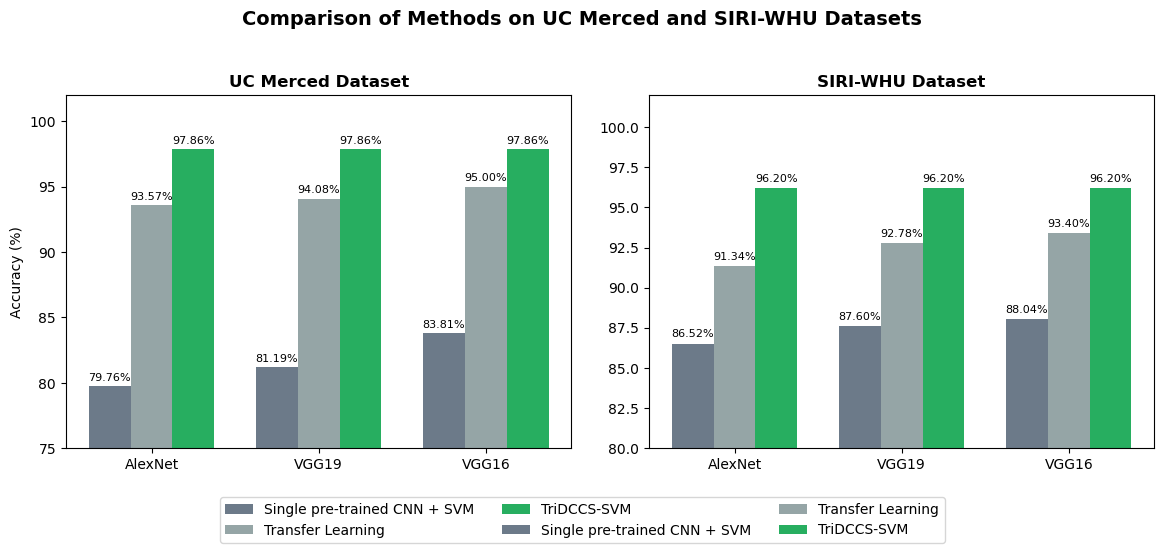 Comparison of Methods on UC Merced and SIRI-WHU Datasets
UC Merced Dataset
Accuracy (%)
100
95
90
85
80
75
79.76%
93.57%
97.86%
81.19%
94.08%
97.86%
83.81%
95.00%
97.86%
AlexNet
VGG19
VGG16
SIRI-WHU Dataset
100.0
97.5
95.0
92.5
90.0
87.5
85.0
82.5
80.0
86.52%
91.34%
96.20%
87.60%
92.78%
96.20%
88.04%
93.40%
96.20%
AlexNet
VGG19
VGG16
Single pre-trained CNN + SVM
Transfer Learning
TriDCCS-SVM
Single pre-trained CNN + SVM
Transfer Learning
TriDCCS-SVM